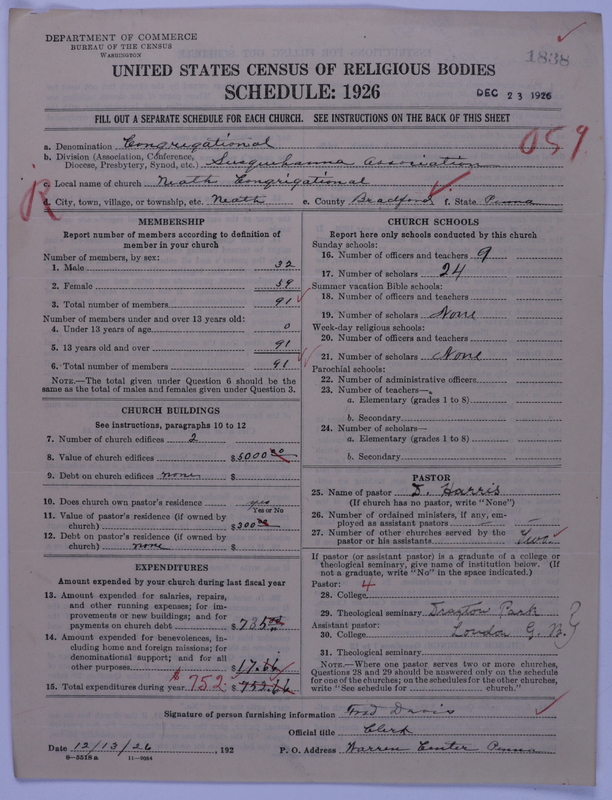 DEPARTMENT OF COMMERCE
BUREAU OF THE CENSUS
WASHINGTON
1838
UNITED STATES CENSUS OF RELIGIOUS BODIES
SCHEDULE: 1926
DEC 23 1926
FILL OUT A SEPARATE SCHEDULE FOR EACH CHURCH. SEE INSTRUCTIONS ON THE BACK OF THIS SHEET
059
a. Denomination Congrigational
b. Division (Association, Conference, Diocese, Presbytery, Synod, etc.) Susquehanna Association
c. Local name of church Neath Congrigational
R
d. City, town, village, or township, etc. Neath e. County Bradford f. State Penna
MEMBERSHIP
Report number of members according to definition of
member in your church
Number of members, by sex:
1. Male 32
2. Female 59
3. Total number of members 91
Number of members under and over 13 years old:
4. Under 13 years of age 0
5. 13 years old and over 91
6. Total number of members 91
NOTE.—The total given under Question 6 should be the
same as the total of males and females given under Question 3.
CHURCH BUILDINGS
See instructions, paragraphs 10 to 12
7. Number of church edifices 2
8. Value of church edifices $5000 00
9. Debt on church edifices none $
10. Does church own pastor's residence yes
Yes or No
11. Value of pastor's residence (if owned by
church) $300 00
12. Debt on pastor's residence (if owned by
church) none $
EXPENDITURES
Amount expended by your church during last fiscal year
13. Amount expended for salaries, repairs,
and other running expenses; for im-
provements or new buildings; and for
payments on church debt $735.00
14. Amount expended for benevolences, in-
cluding home and foreign missions; for
denominational support; and for all
other purposes $17.66
15. Total expenditures during year $752 $752.66
CHURCH SCHOOLS
Report here only schools conducted by this church
Sunday schools:
16. Number of officers and teachers 9
17. Number of scholars 24
Summer vacation Bible schools:
18. Number of officers and teachers
19. Number of scholars None
Week-day religious schools:
20. Number of officers and teachers
21. Number of scholars None
Parochial schools:
22. Number of administrative officers
23. Number of teachers—
a. Elementary (grades 1 to 8)
b. Secondary
24. Number of scholars—
a. Elementary (grades 1 to 8)
b. Secondary
PASTOR
25. Name of pastor Harris
(If church has no pastor, write "None")
26. Number of ordained ministers, if any, em-
ployed as assistant pastors —
27. Number of other churches served by the
pastor or his assistants Two
If pastor (or assistant pastor) is a graduate of a college or
theological seminary, give name of institution below. (If
not a graduate, write "No" in the space indicated.)
Pastor: 4
28. College
29. Theological seminary Park
Assistant pastor: London G. B.
30. College
31. Theological seminary
NOTE.—Where one pastor serves two or more churches,
Questions 28 and 29 should be answered only on the schedule
for one of the churches; on the schedules for the other churches,
write "See schedule for church."
Signature of person furnishing information Fred Davis
Official title Clerk
Date 12/13/26, 192 P. O. Address Warren Center Penna
8—5518a 11—9054